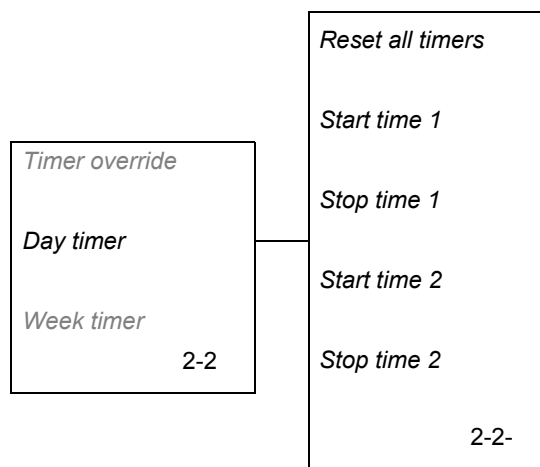 Timer override
Day timer
Week timer
2-2
Reset all timers
Start time 1
Stop time 1
Start time 2
Stop time 2
2-2-